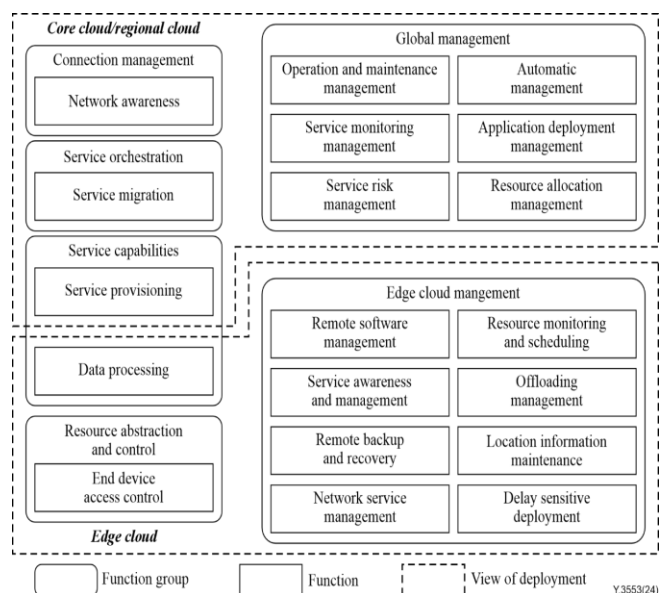 Core cloud/regional cloud
Connection management
Network awareness
Service orchestration
Service migration
Service capabilities
Service provisioning
Data processing
Resource abstraction
and control
End device
access control
Edge cloud
Global management
Operation and maintenance
management
Automatic
management
Service monitoring
management
Application deployment
management
Service risk
management
Resource allocation
management
Edge cloud mangement
Remote software
management
Resource monitoring
and scheduling
Service awareness
and management
Offloading
management
Remote backup
and recovery
Location information
maintenance
Network service
management
Delay sensitive
deployment
Function group
Function
View of deployment
Y.3553(24)